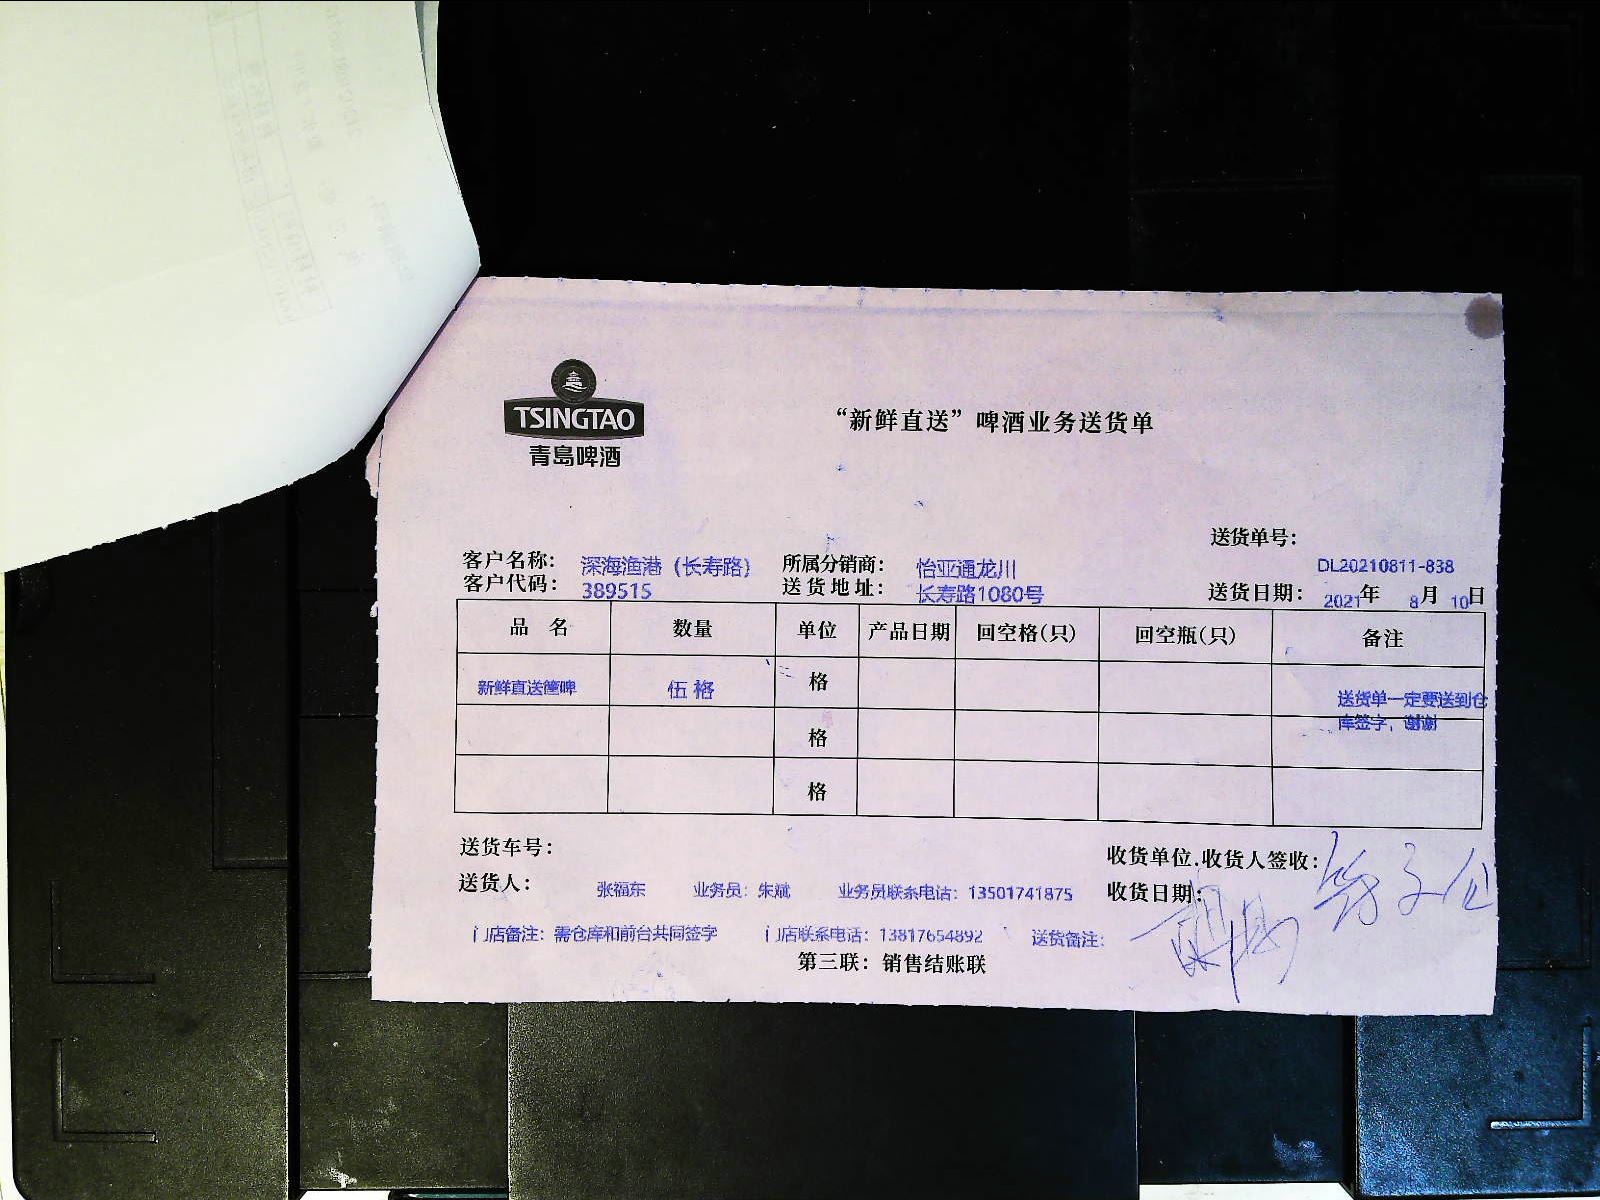 TSINGTAO
青岛啤酒
“新鲜直送”啤酒业务送货单
送货单号：
DL20210811-838
客户名称： 深海渔港（长寿路） 所属分销商： 怡亚通龙川
客户代码： 389515 送货地址： 长寿路1080号 送货日期： 2021年 8月 10日
品 名 数量 单位 产品日期 回空格(只) 回空瓶(只) 备注
新鲜直送筐啤 伍 格 格 送货单一定要送到仓
库签字，谢谢
格
格
送货车号： 收货单位.收货人签收：
送货人： 张福东 业务员：朱斌 业务员联系电话：13501741875 收货日期：
门店备注：需仓库和前台共同签字 门店联系电话：13817654892 送货备注：
第三联：销售结账联